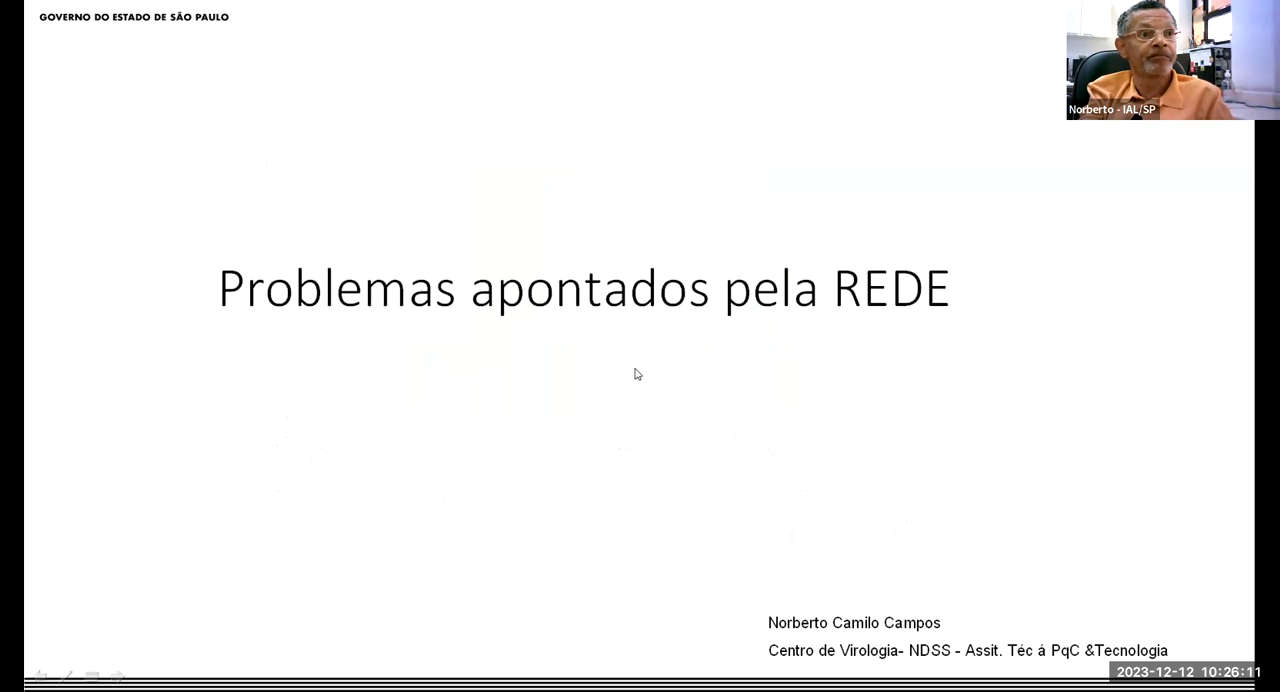 GOVERNO DO ESTADO DE SÃO PAULO
Norberto - IAL/SP
Problemas apontados pela REDE
Norberto Camilo Campos
Centro de Virologia- NDSS - Assit. Téc á PqC &Tecnologia
2023-12-12 10:26:11